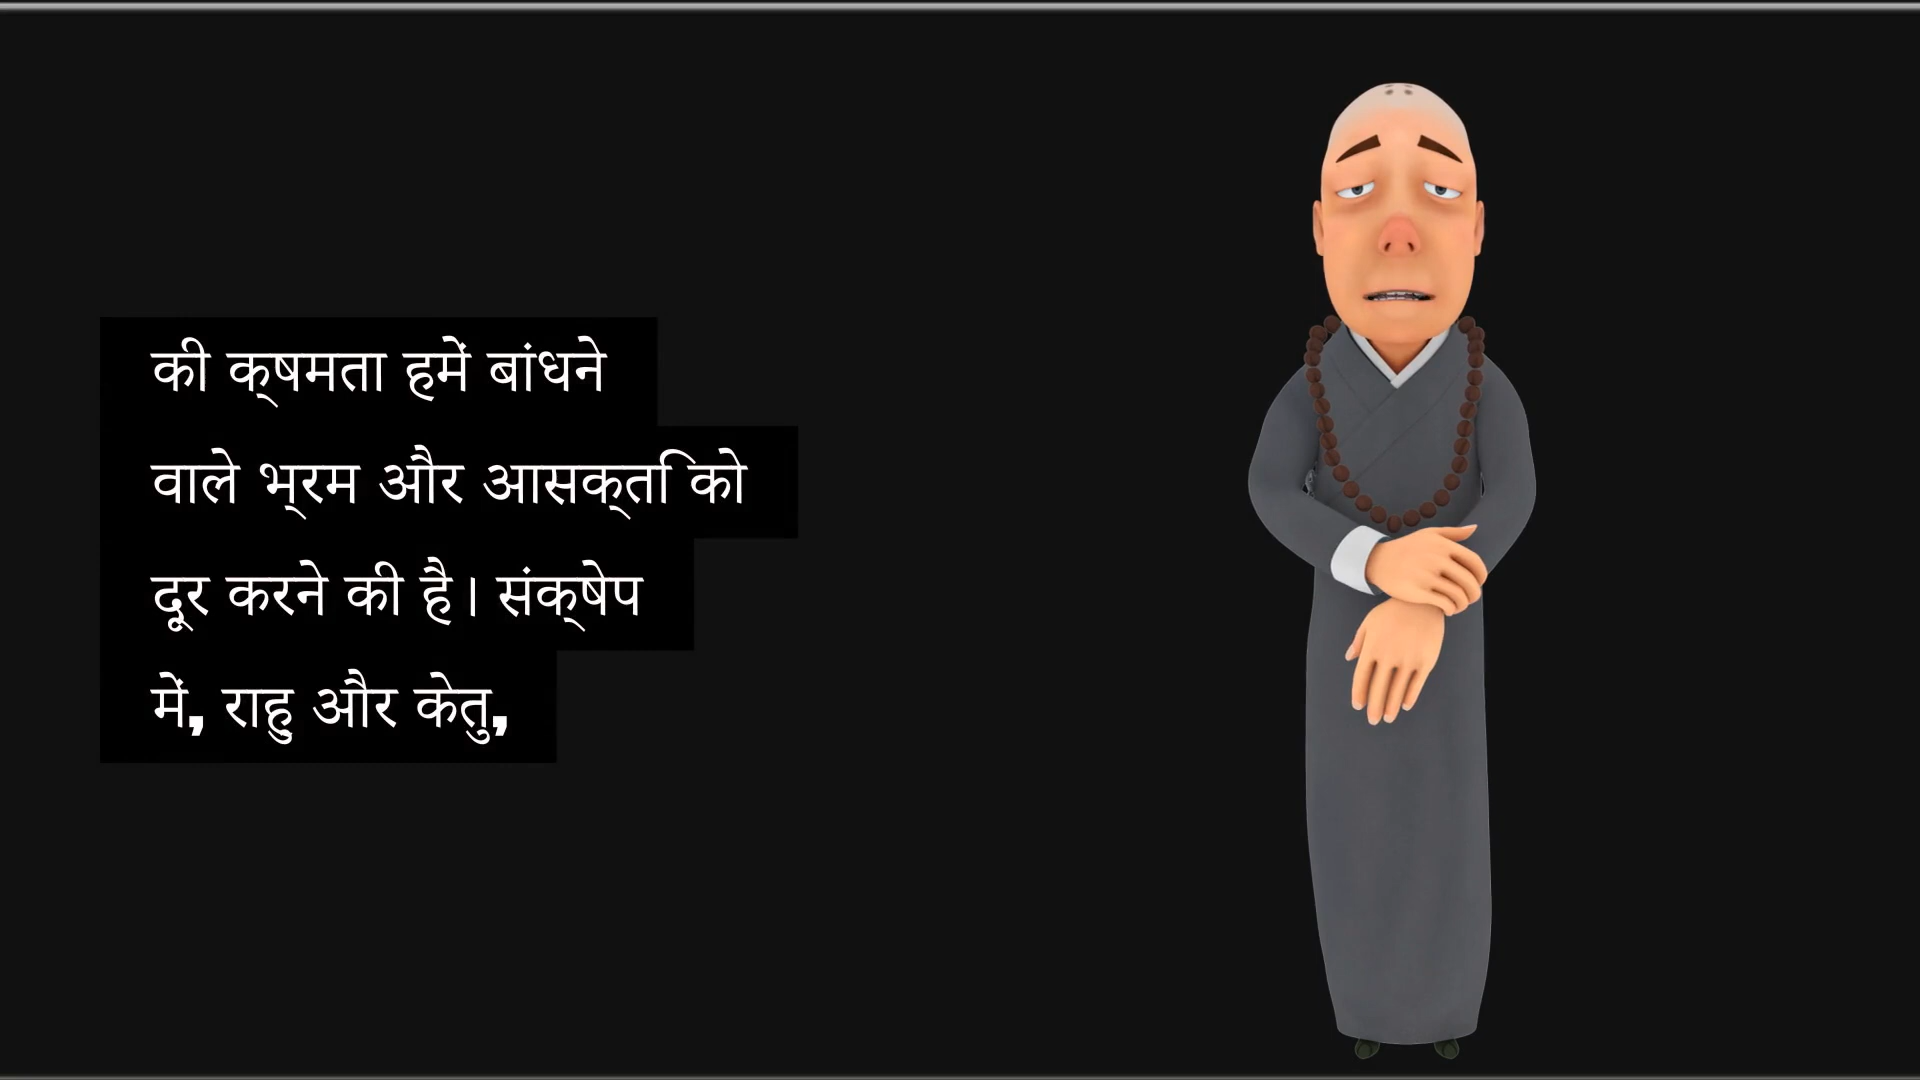 की क्षमता हमें बांधने
वाले भ्रम और आसक्ति को
दूर करने की है। संक्षेप
में, राहु और केतु,